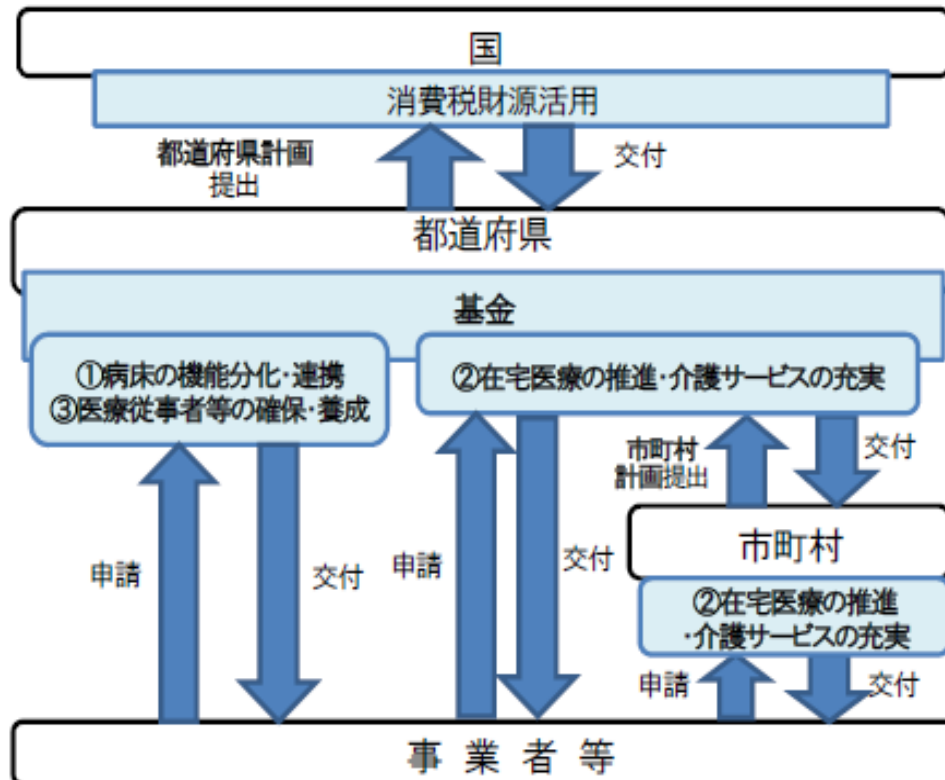 国
消費税財源活用
都道府県計画
提出
交付
都道府県
基金
①病床の機能分化・連携
③医療従事者等の確保・養成
②在宅医療の推進・介護サービスの充実
市町村
計画提出
交付
申請
交付
申請
交付
市町村
②在宅医療の推進
・介護サービスの充実
申請
交付
事業者等